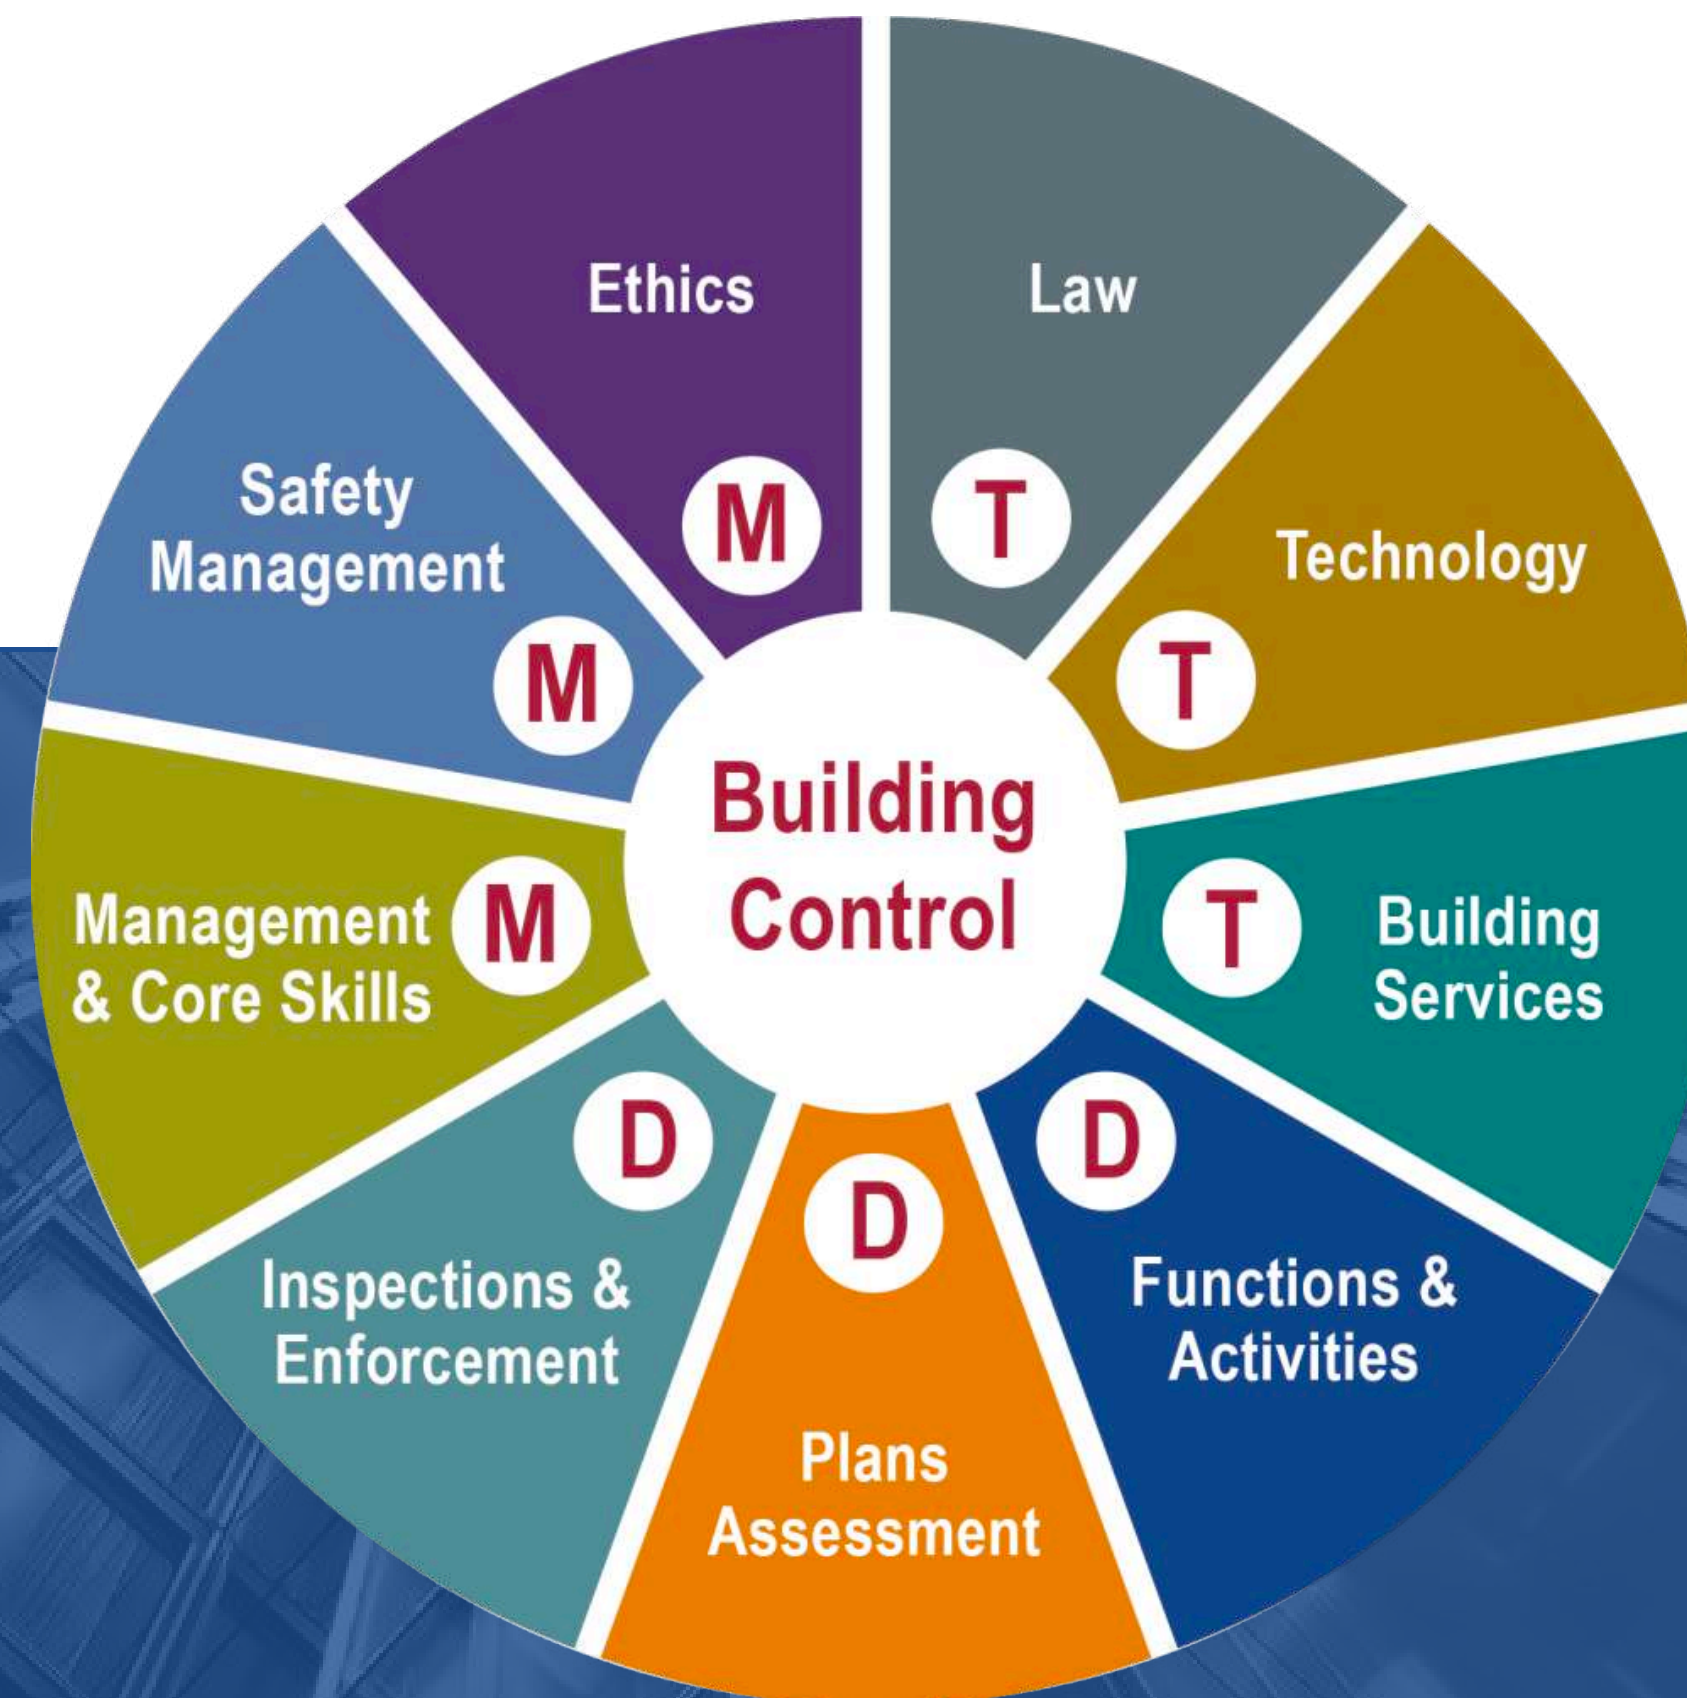 Ethics
M
Law
T
Technology
T
Building
Services
T
Functions &
Activities
D
Plans
Assessment
D
Inspections &
Enforcement
D
Management
& Core Skills
M
Safety
Management
M
Building
Control